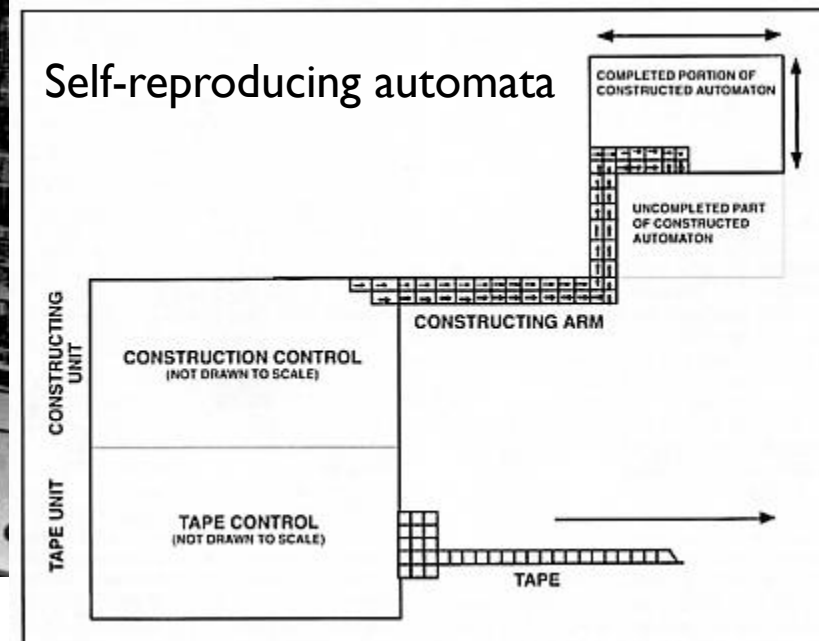 Self-reproducing automata
COMPLETED PORTION OF
CONSTRUCTED AUTOMATON
UNCOMPLETED PART
OF CONSTRUCTED
AUTOMATON
CONSTRUCTING ARM
CONSTRUCTING
UNIT
CONSTRUCTION CONTROL
(NOT DRAWN TO SCALE)
TAPE UNIT
TAPE CONTROL
(NOT DRAWN TO SCALE)
TAPE